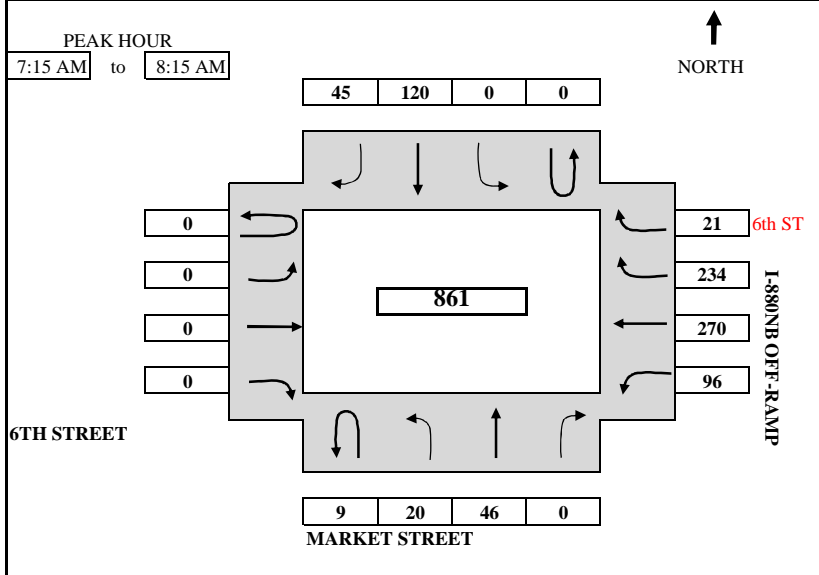 PEAK HOUR
7:15 AM to 8:15 AM
NORTH
45 120 0 0
0 21 6th ST
0 234
861
0 270
0 96
I-880NB OFF-RAMP
6TH STREET
9 20 46 0
MARKET STREET